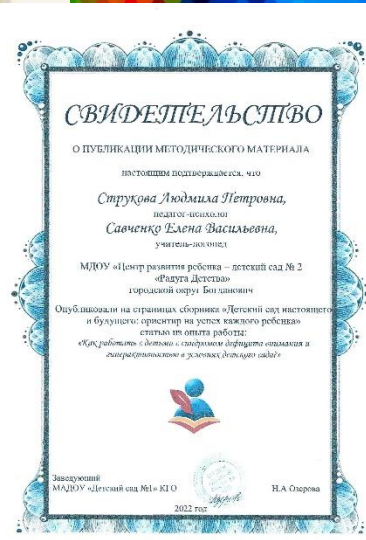 СВИДЕТЕЛЬСТВО
О ПУБЛИКАЦИИ МЕТОДИЧЕСКОГО МАТЕРИАЛА
настоящим подтверждается, что
Струкова Людмила Петровна,
педагог-психолог
Савченко Елена Васильевна,
учитель-логопед
МДОУ «Центр развития ребенка – детский сад № 2
«Радуга Детства»
городской округ Богданович
Опубликовали на страницах сборника «Детский сад настоящего
и будущего: ориентир на успех каждого ребенка»
статью из опыта работы:
«Как работать с детьми с синдромом дефицита внимания и
гиперактивностью в условиях детского сада?»
Заведующий
МАДОУ «Детский сад №1» КГО
Н.А Озерова
2022 год